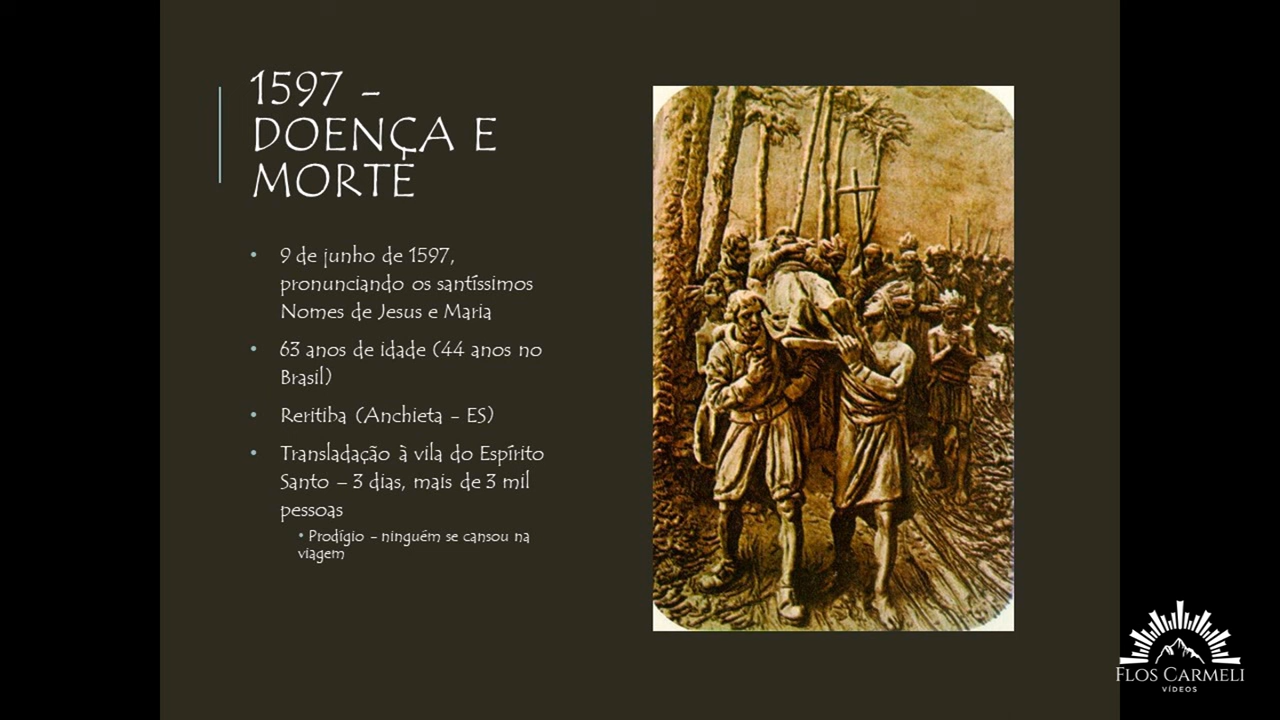 1597 -
DOENÇA E
MORTE
• 9 de junho de 1597,
pronunciando os santíssimos
Nomes de Jesus e Maria
• 63 anos de idade (44 anos no
Brasil)
• Reritiba (Anchieta - ES)
• Transladação à vila do Espírito
Santo – 3 dias, mais de 3 mil
pessoas
• Prodígio - ninguém se cansou na
viagem
FLOS CARMELI
VÍDEOS